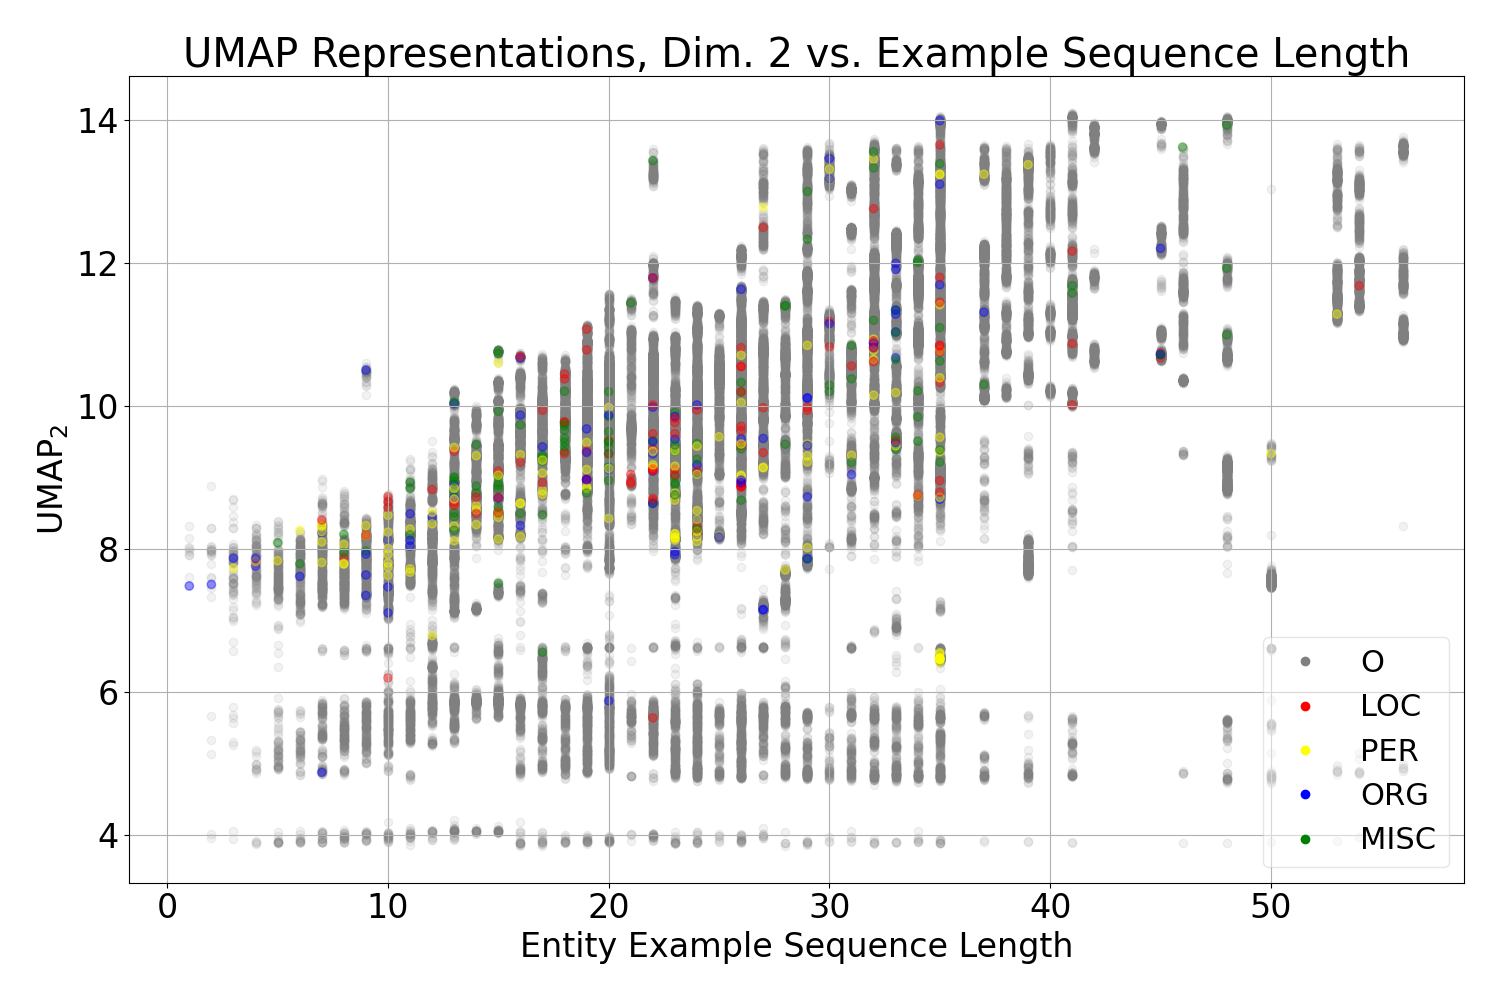 UMAP Representations, Dim. 2 vs. Example Sequence Length
UMAP₂
14
12
10
8
6
4
0 10 20 30 40 50
Entity Example Sequence Length
O
LOC
PER
ORG
MISC